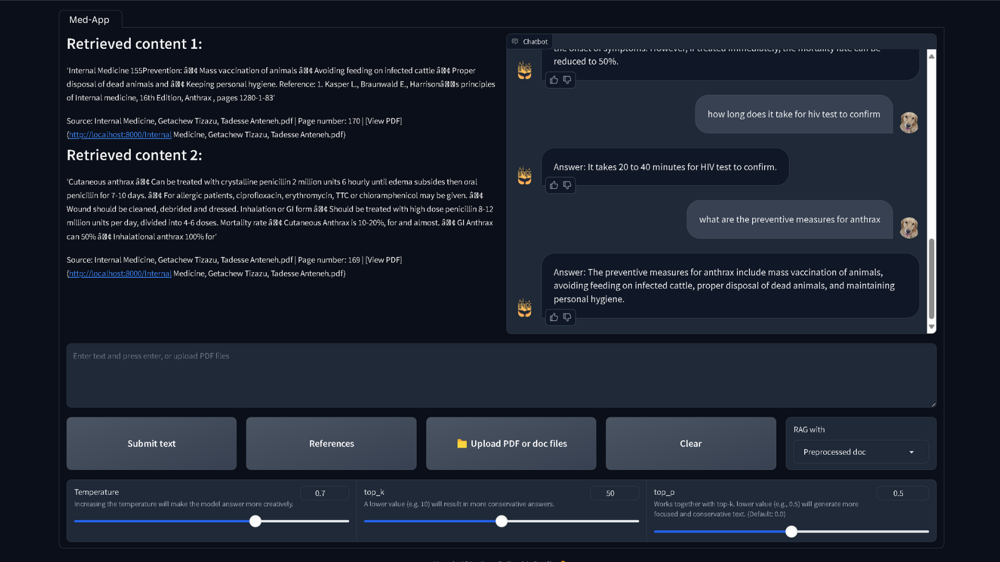 Med-App
Retrieved content 1:
'Internal Medicine 155Prevention: â¢ Mass vaccination of animals â¢ Avoiding feeding on infected cattle â¢ Proper
disposal of dead animals and â¢ Keeping personal hygiene. Reference: 1. Kasper L., Braunwald E., Harrisonâs principles
of Internal medicine, 16th Edition, Anthrax , pages 1280-1-83'
Source: Internal Medicine, Getachew Tizazu, Tadesse Anteneh.pdf | Page number: 170 | [View PDF]
(http://localhost:8000/Internal Medicine, Getachew Tizazu, Tadesse Anteneh.pdf)
Retrieved content 2:
'Cutaneous anthrax â¢ Can be treated with crystalline penicillin 2 million units 6 hourly until edema subsides then oral
penicillin for 7-10 days. â¢ For allergic patients, ciprofloxacin, erythromycin, TTC or chloramphenicol may be given. â¢
Wound should be cleaned, debrided and dressed. Inhalation or GI form â¢ Should be treated with high dose penicillin 8-12
million units per day, divided into 4-6 doses. Mortality rate â¢ Cutaneous Anthrax is 10-20%, for and almost. â¢ GI Anthrax
can 50% â¢ Inhalational anthrax 100% for'
Source: Internal Medicine, Getachew Tizazu, Tadesse Anteneh.pdf | Page number: 169 | [View PDF]
(http://localhost:8000/Internal Medicine, Getachew Tizazu, Tadesse Anteneh.pdf)
Chatbot
the onset of symptoms. However, if treated immediately, the mortality rate can be
reduced to 50%.
how long does it take for hiv test to confirm
Answer: It takes 20 to 40 minutes for HIV test to confirm.
what are the preventive measures for anthrax
Answer: The preventive measures for anthrax include mass vaccination of animals,
avoiding feeding on infected cattle, proper disposal of dead animals, and maintaining
personal hygiene.
Enter text and press enter, or upload PDF files
Submit text
References
📁 Upload PDF or doc files
Clear
RAG with
Preprocessed doc
Temperature
0.7
Increasing the temperature will make the model answer more creatively.
top_k
50
A lower value (e.g. 10) will result in more conservative answers.
top_p
0.5
Works together with top-k. lower value (e.g., 0.5) will generate more
focused and conservative text. (Default: 0.0)